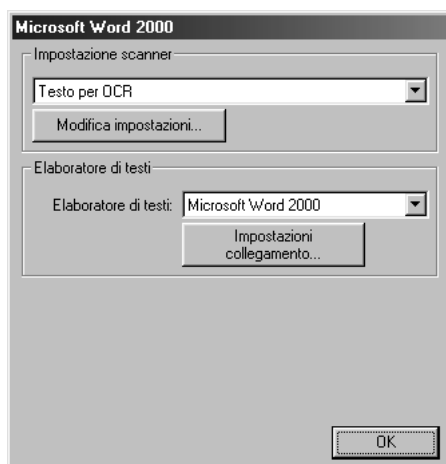 Microsoft Word 2000
Impostazione scanner
Testo per OCR
Modifica impostazioni...
Elaboratore di testi
Elaboratore di testi: Microsoft Word 2000
Impostazioni
collegamento...
OK